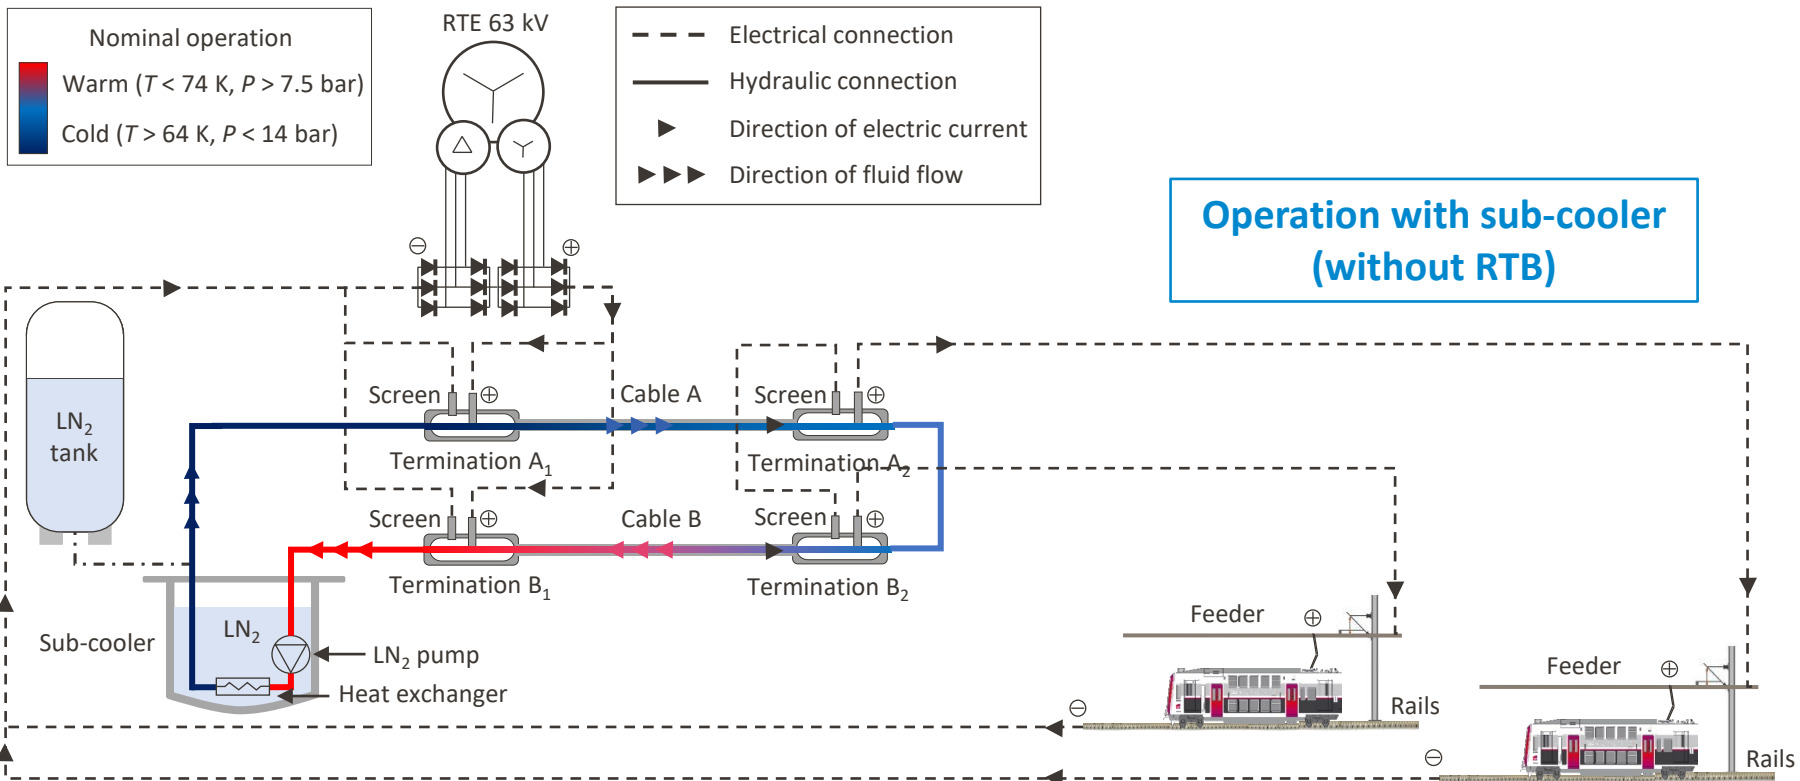 Nominal operation
Warm (T < 74 K, P > 7.5 bar)
Cold (T > 64 K, P < 14 bar)
RTE 63 kV
Electrical connection
Hydraulic connection
Direction of electric current
Direction of fluid flow
Operation with sub-cooler
(without RTB)
LN₂
tank
Screen
Cable A
Screen
Termination A₁
Termination A₂
Screen
Cable B
Screen
Termination B₁
Termination B₂
Sub-cooler
LN₂
LN₂ pump
Heat exchanger
Feeder
Rails
Feeder
Rails